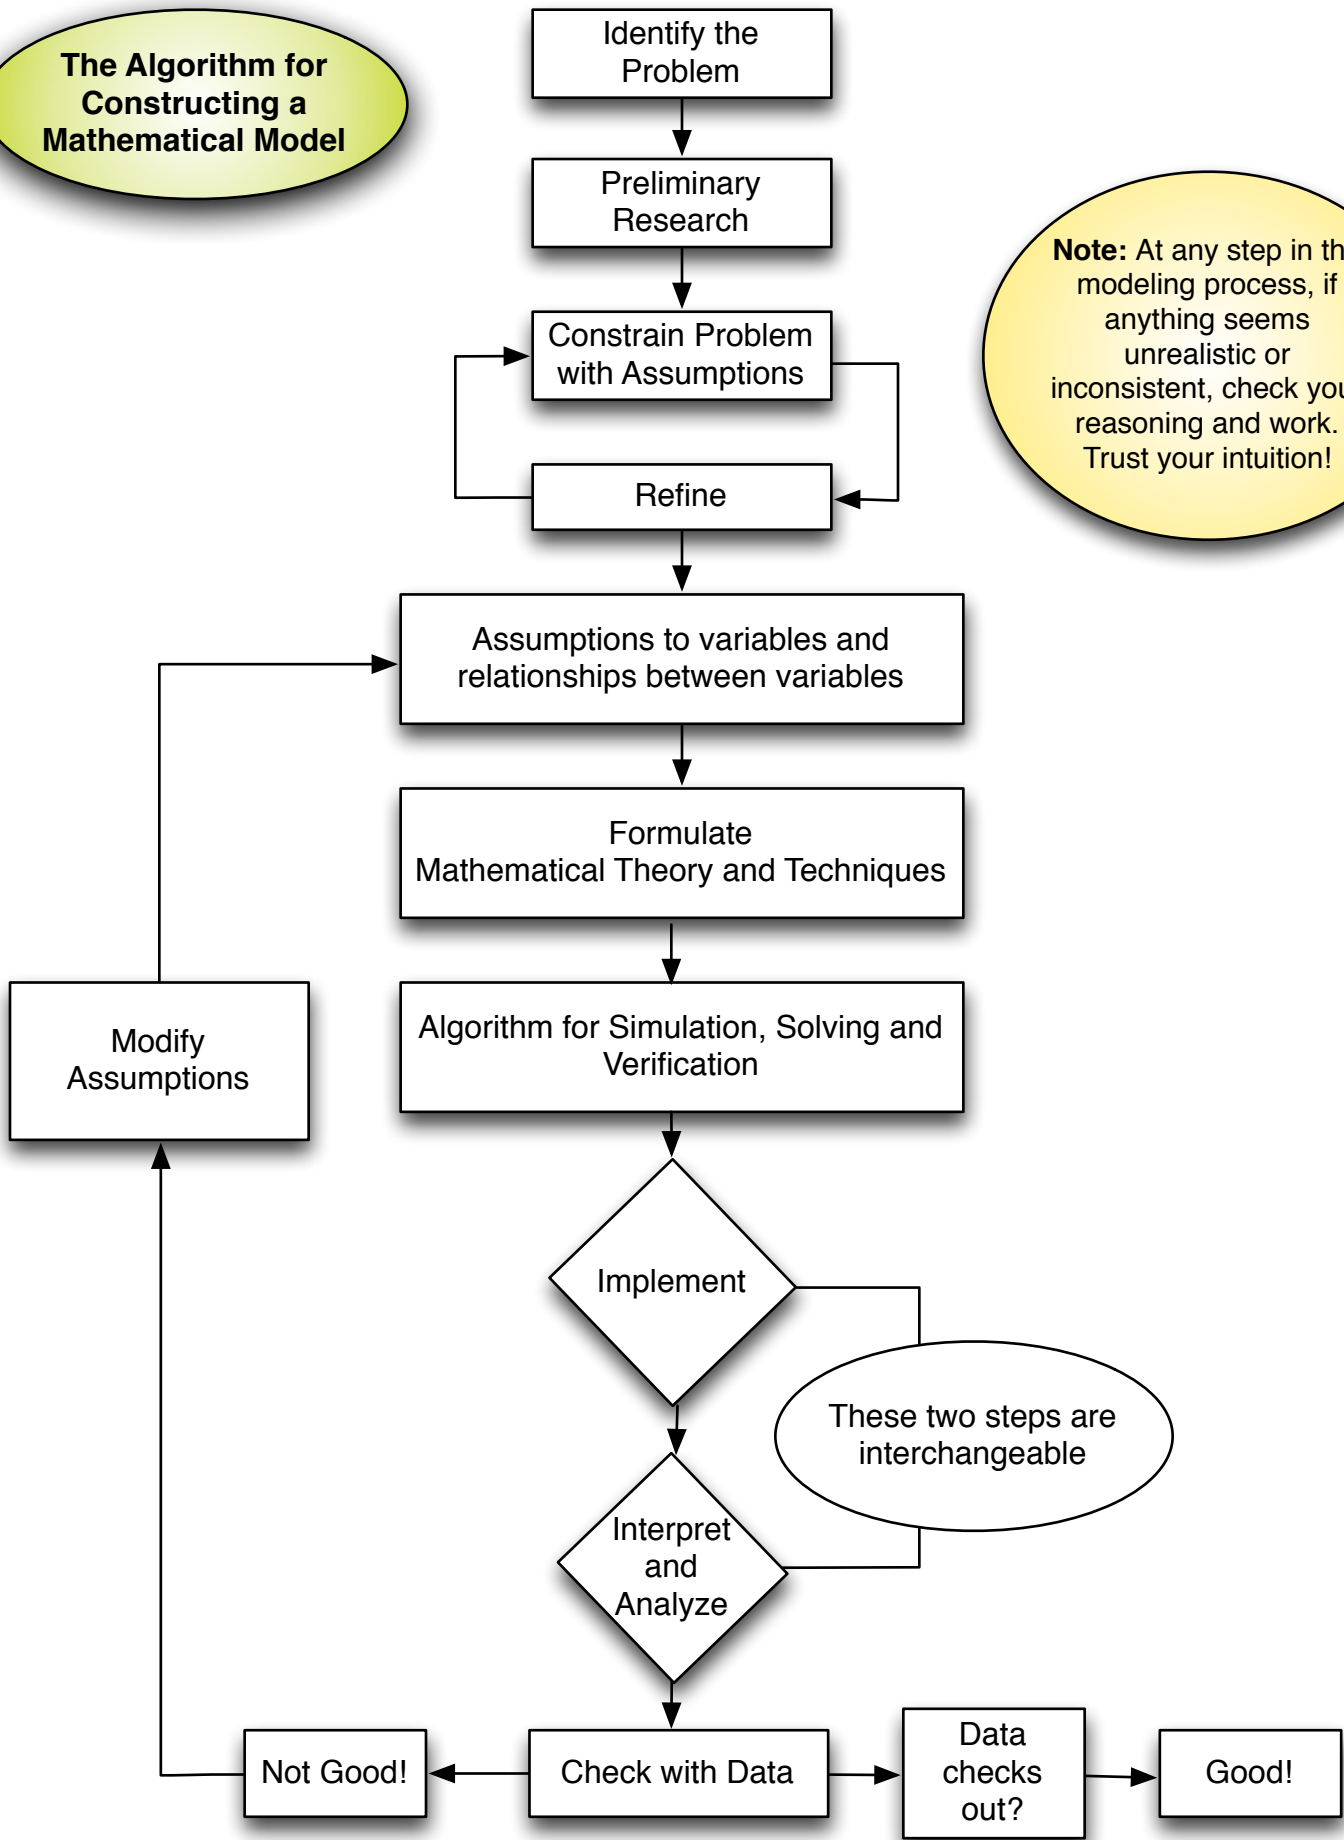 The Algorithm for
Constructing a
Mathematical Model
Identify the
Problem
Preliminary
Research
Note: At any step in th
modeling process, if
anything seems
unrealistic or
inconsistent, check you
reasoning and work.
Trust your intuition!
Constrain Problem
with Assumptions
Refine
Assumptions to variables and
relationships between variables
Formulate
Mathematical Theory and Techniques
Modify
Assumptions
Algorithm for Simulation, Solving and
Verification
Implement
These two steps are
interchangeable
Interpret
and
Analyze
Not Good!
Check with Data
Data
checks
out?
Good!